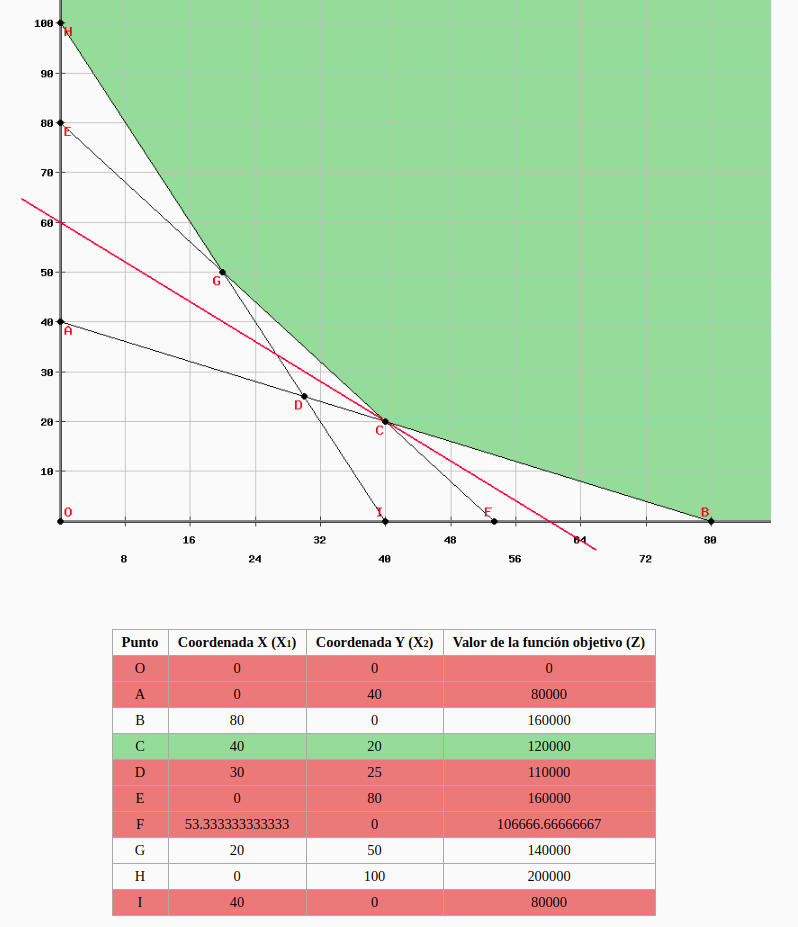 100
H
90
80
E
70
60
50
G
40
A
30
D
20
C
10
O
I
F
B
16
32
48
64
80
8
24
40
56
72
Punto Coordenada X (X1) Coordenada Y (X2) Valor de la función objetivo (Z)
O 0 0 0
A 0 40 80000
B 80 0 160000
C 40 20 120000
D 30 25 110000
E 0 80 160000
F 53.333333333333 0 106666.66666667
G 20 50 140000
H 0 100 200000
I 40 0 80000